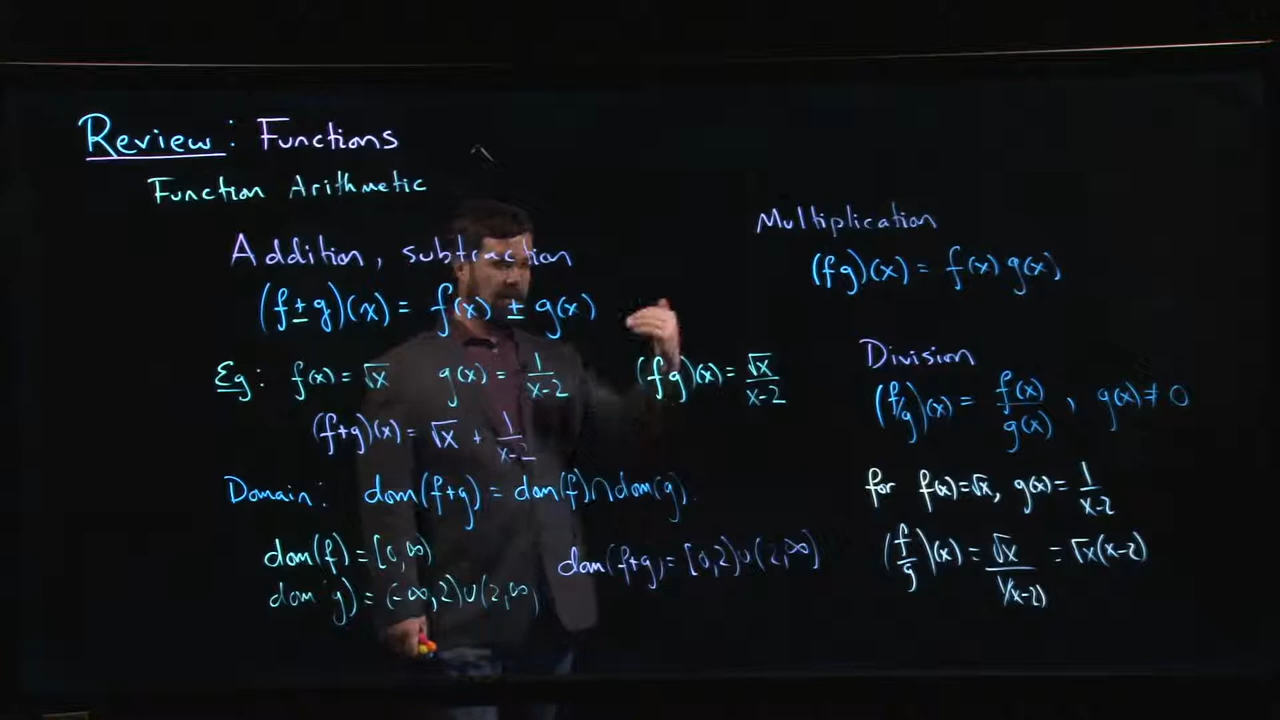 Review: Functions
Function Arithmetic
Addition, subtraction
(f±g)(x) = f(x) ± g(x)
Eg: f(x) = √x g(x) = 1/(x-2) (fg)(x) = √x/(x-2)
(f+g)(x) = √x + 1/(x-2)
Domain: dom(f+g) = dom(f)∩dom(g).
dom(f) = [0,∞)
dom g) = (-∞,2)∪(2,∞)
dom(f+g) = [0,2)∪(2,∞)
Multiplication
(fg)(x) = f(x) g(x)
Division
(f/g)(x) = f(x)/g(x), g(x) ≠ 0
for f(x)=√x, g(x) = 1/(x-2)
(f/g)(x) = √x/(1/(x-2)) = √x(x-2)